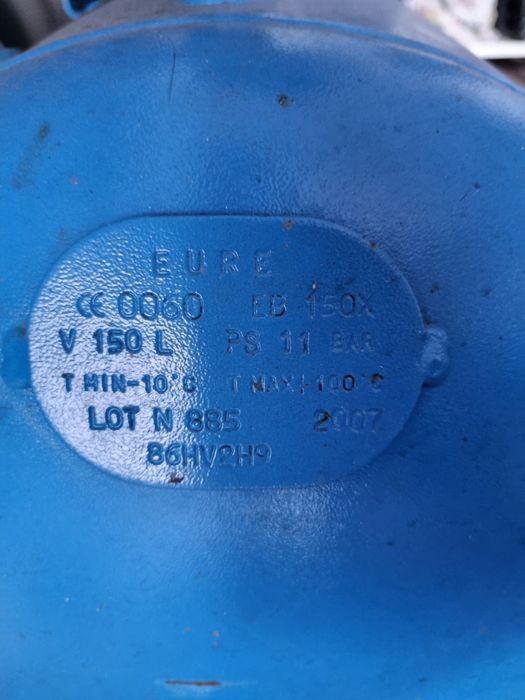 EURE
CE 0060 EB 150X
V 150 L PS 11 BAR
T MIN-10°C T MAX+100°C
LOT N 885 2007
86HV2H9